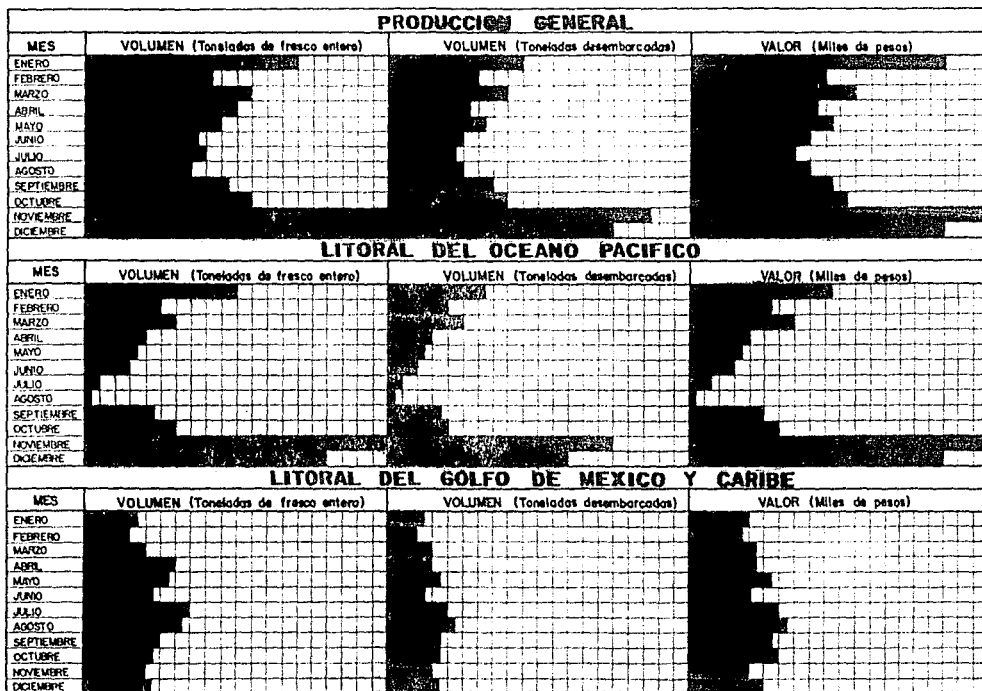 PRODUCCION GENERAL
MES VOLUMEN (Toneladas de fresco entero) VOLUMEN (Toneladas desembarcadas) VALOR (Miles de pesos)
ENERO
FEBRERO
MARZO
ABRIL
MAYO
JUNIO
JULIO
AGOSTO
SEPTIEMBRE
OCTUBRE
NOVIEMBRE
DICIEMBRE
LITORAL DEL OCEANO PACIFICO
MES VOLUMEN (Toneladas de fresco entero) VOLUMEN (Toneladas desembarcadas) VALOR (Miles de pesos)
ENERO
FEBRERO
MARZO
ABRIL
MAYO
JUNIO
JULIO
AGOSTO
SEPTIEMBRE
OCTUBRE
NOVIEMBRE
DICIEMBRE
LITORAL DEL GOLFO DE MEXICO Y CARIBE
MES VOLUMEN (Toneladas de fresco entero) VOLUMEN (Toneladas desembarcadas) VALOR (Miles de pesos)
ENERO
FEBRERO
MARZO
ABRIL
MAYO
JUNIO
JULIO
AGOSTO
SEPTIEMBRE
OCTUBRE
NOVIEMBRE
DICIEMBRE